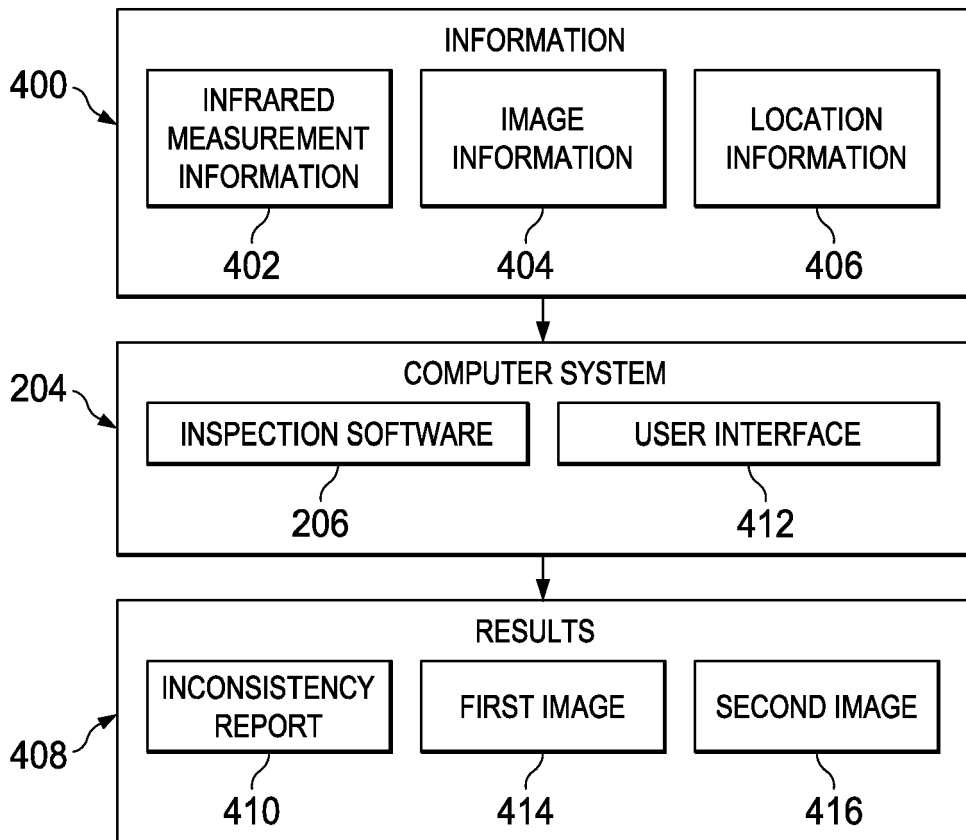 INFORMATION
400
INFRARED
MEASUREMENT
INFORMATION
402
IMAGE
INFORMATION
404
LOCATION
INFORMATION
406
204
COMPUTER SYSTEM
INSPECTION SOFTWARE
206
USER INTERFACE
412
RESULTS
408
INCONSISTENCY
REPORT
410
FIRST IMAGE
414
SECOND IMAGE
416